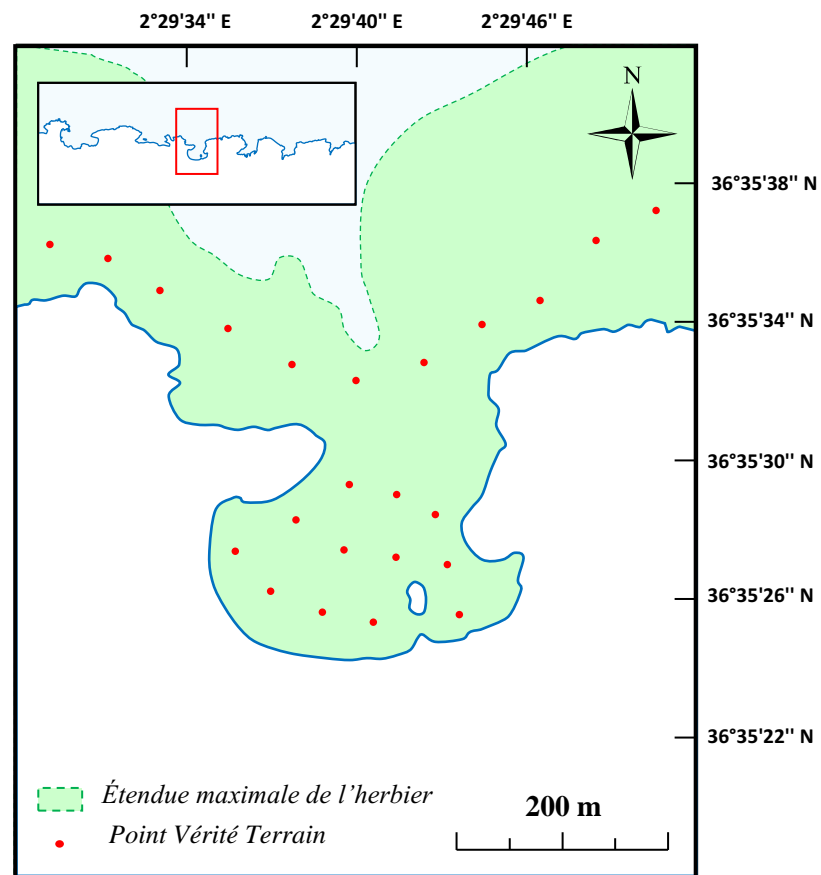 2°29'34'' E 2°29'40'' E 2°29'46'' E
N
36°35'38'' N
36°35'34'' N
36°35'30'' N
36°35'26'' N
36°35'22'' N
Étendue maximale de l’herbier
200 m
Point Vérité Terrain